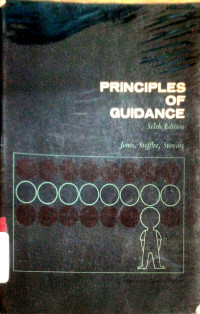 PRINCIPLES
OF
GUIDANCE
Sixth Edition
Jones, Stefflre, Stewart